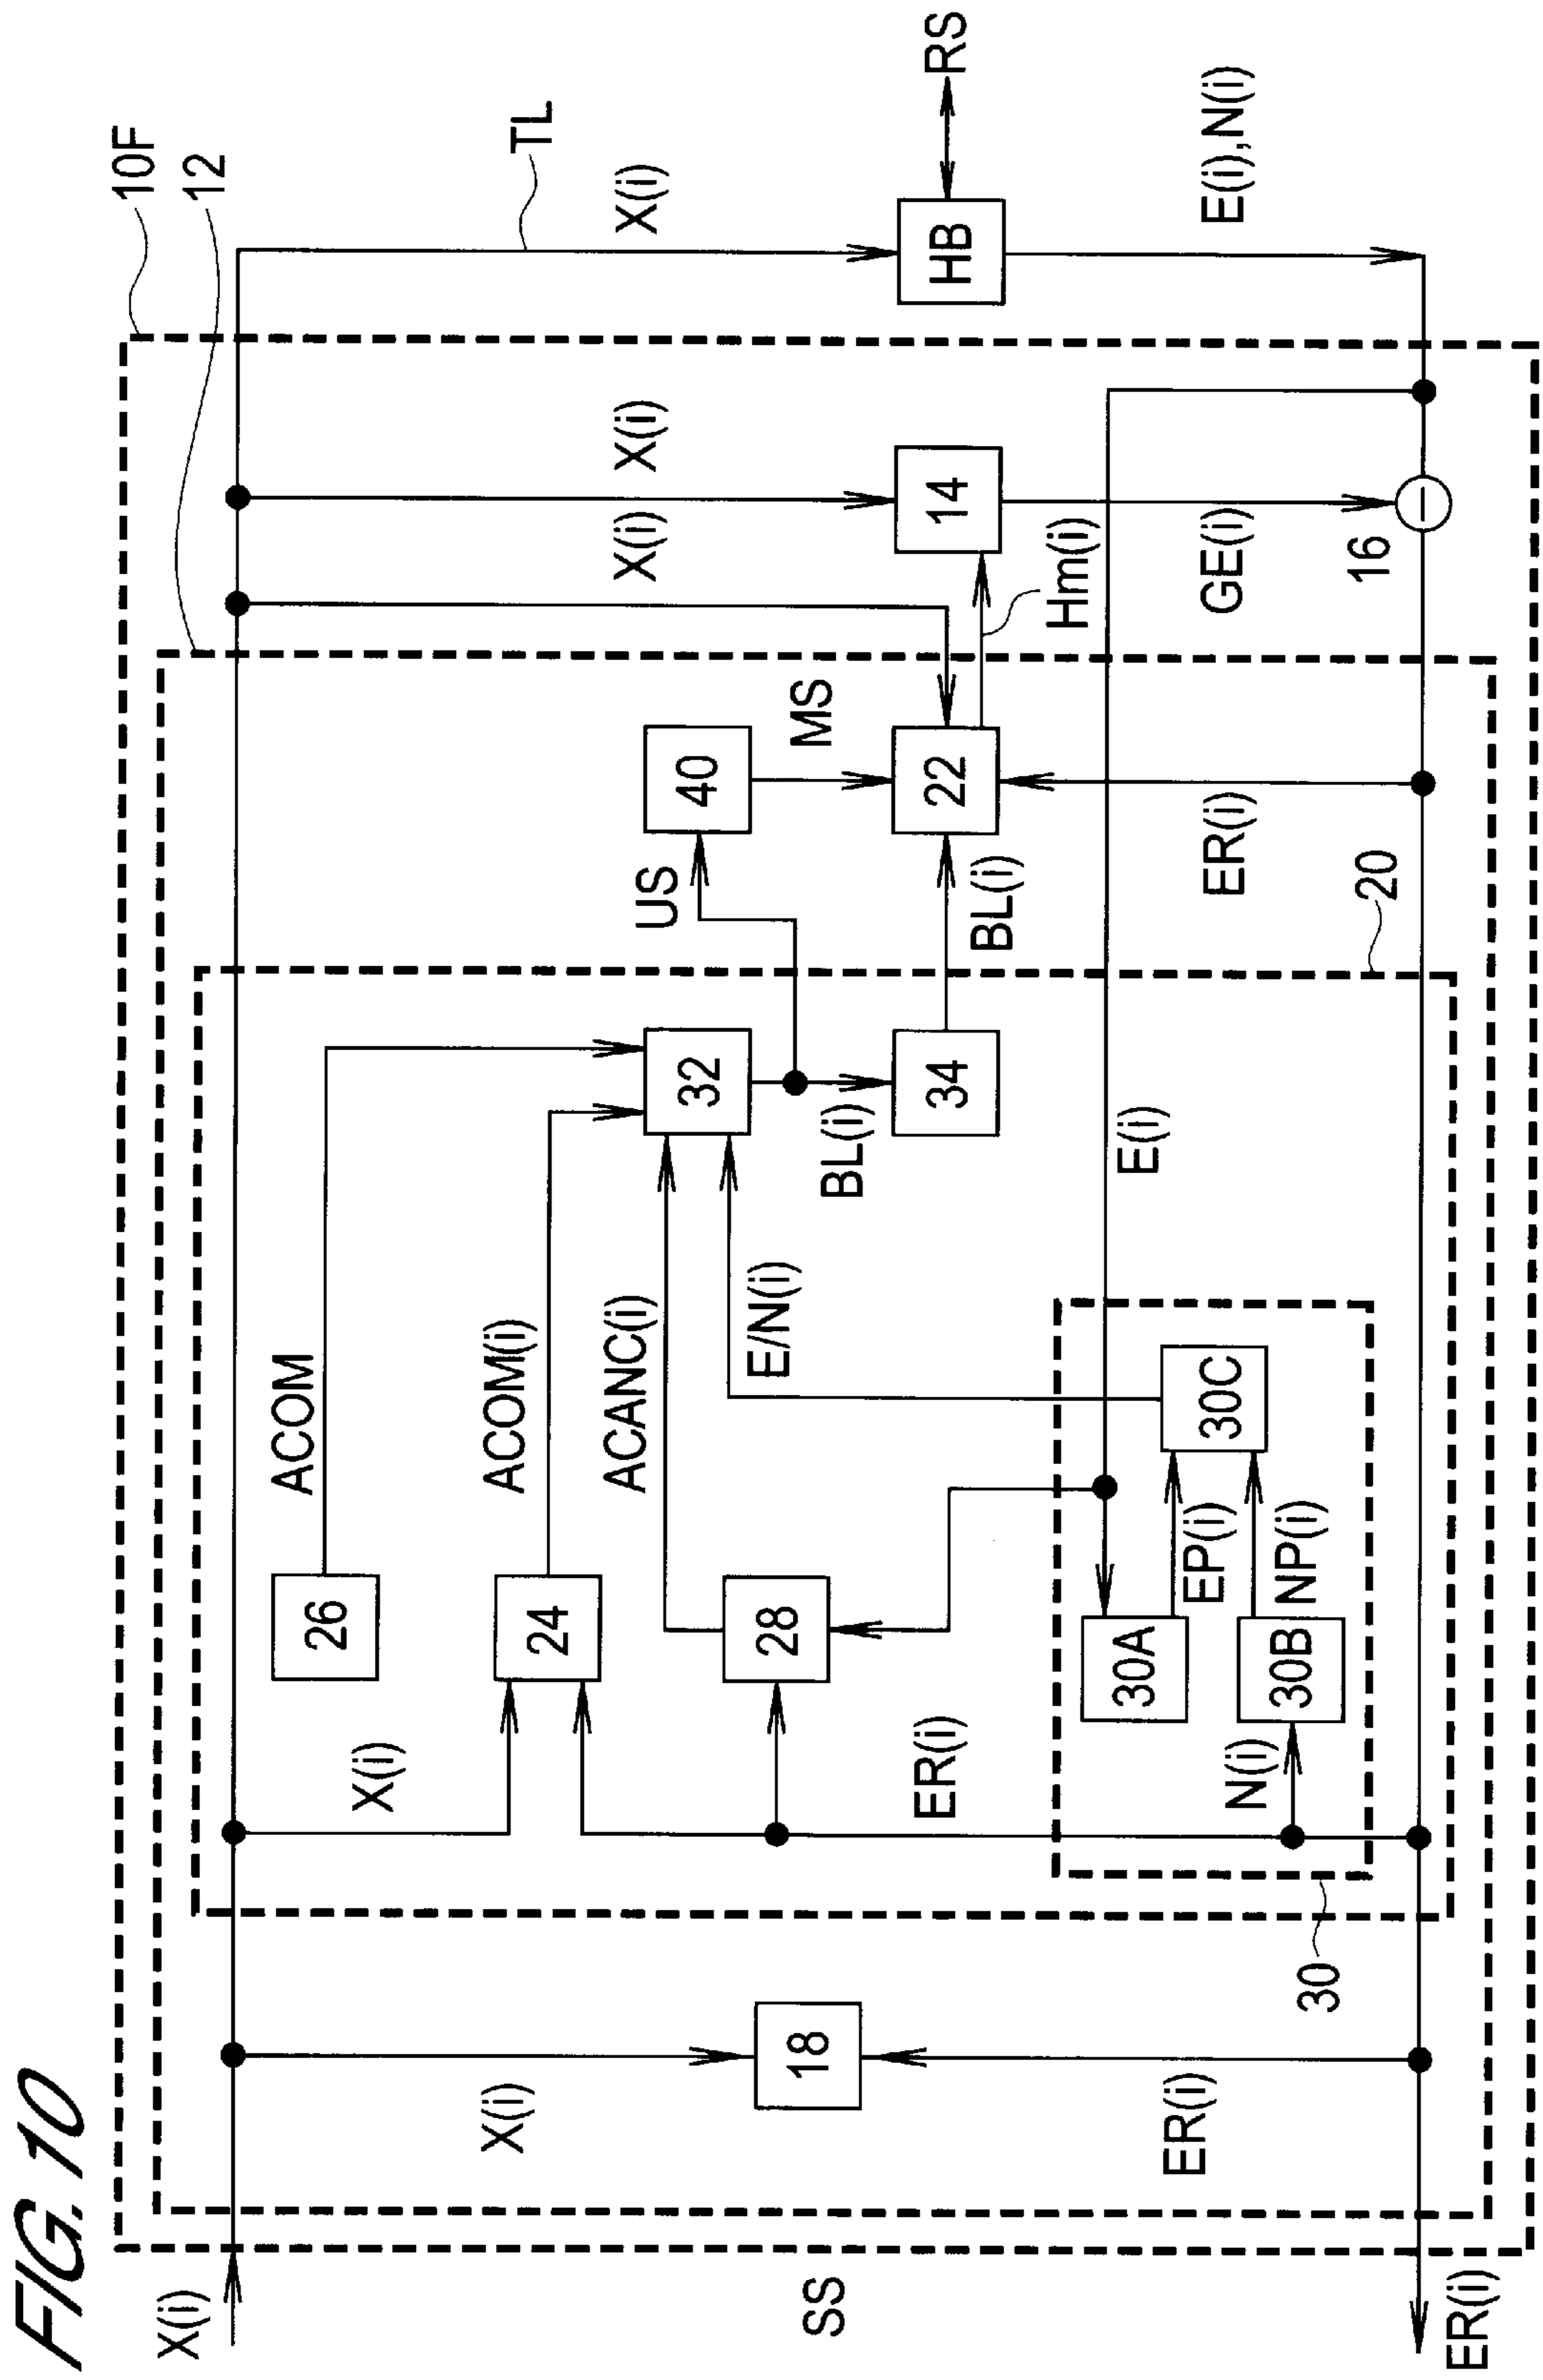 FIG. 10
10F
12
X(i)
TL
X(i)
X(i)
X(i)
ACOM
26
40
US
MS
X(i)
24
ACOM(i)
32
ACANC(i)
X(i)
18
SS
28
E/N(i)
BL(i)
34
BL(i)
22
14
HB
RS
Hm(i)
ER(i)
E(i)
30A
EP(i)
30C
ER(i)
ER(i)
GE(i)
E(i),N(i)
N(i)
30B
NP(i)
30
20
16
ER(i)